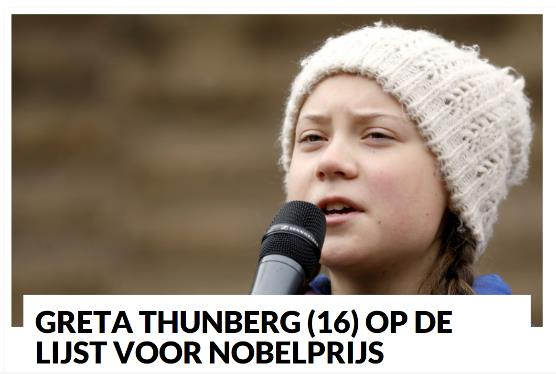 GRETA THUNBERG (16) OP DE
LIJST VOOR NOBELPRIJS